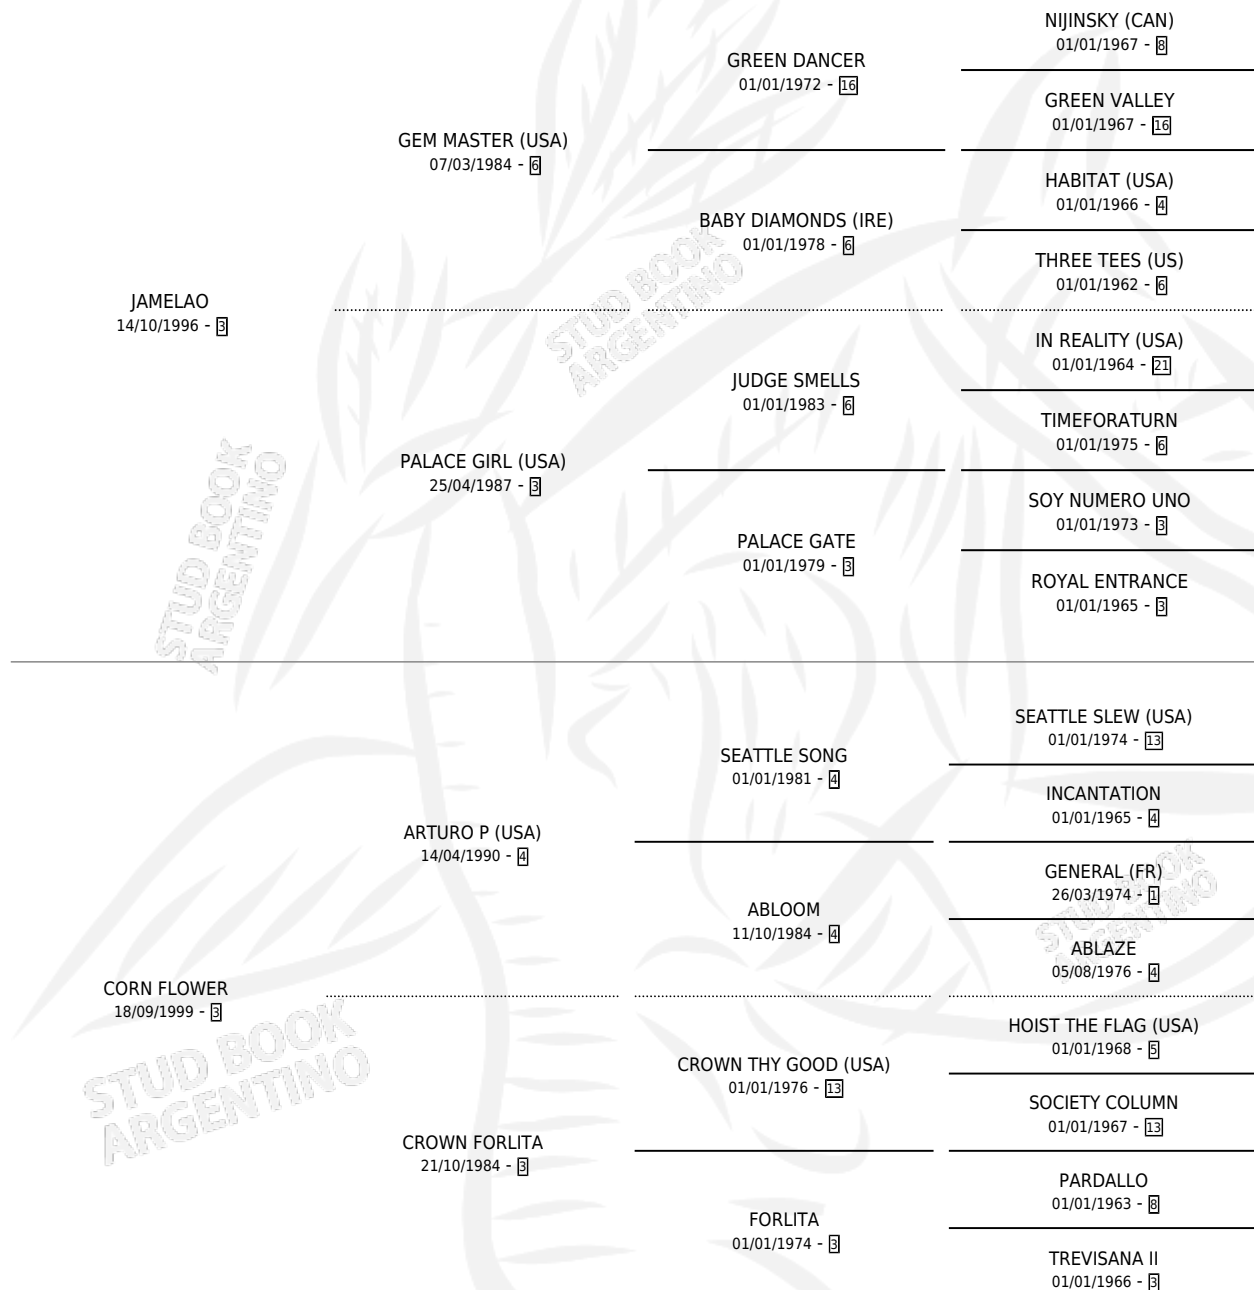 NIJINSKY (CAN)
01/01/1967 - 8
GREEN DANCER
01/01/1972 - 16
GREEN VALLEY
01/01/1967 - 16
GEM MASTER (USA)
07/03/1984 - 6
HABITAT (USA)
01/01/1966 - 4
BABY DIAMONDS (IRE)
01/01/1978 - 6
THREE TEES (US)
01/01/1962 - 6
JAMELAO
14/10/1996 - 3
IN REALITY (USA)
01/01/1964 - 21
JUDGE SMELLS
01/01/1983 - 6
TIMEFORATURN
01/01/1975 - 6
PALACE GIRL (USA)
25/04/1987 - 3
SOY NUMERO UNO
01/01/1973 - 3
PALACE GATE
01/01/1979 - 3
ROYAL ENTRANCE
01/01/1965 - 3
SEATTLE SLEW (USA)
01/01/1974 - 13
SEATTLE SONG
01/01/1981 - 4
INCANTATION
01/01/1965 - 4
ARTURO P (USA)
14/04/1990 - 4
GENERAL (FR)
26/03/1974 - 1
ABLOOM
11/10/1984 - 4
ABLAZE
05/08/1976 - 4
CORN FLOWER
18/09/1999 - 3
HOIST THE FLAG (USA)
01/01/1968 - 5
CROWN THY GOOD (USA)
01/01/1976 - 13
SOCIETY COLUMN
01/01/1967 - 13
CROWN FORLITA
21/10/1984 - 3
PARDALLO
01/01/1963 - 8
FORLITA
01/01/1974 - 3
TREVISANA II
01/01/1966 - 3
STUD BOOK
ARGENTINO
STUD BOOK
ARGENTINO
STUD BOOK
ARGENTINO
STUD BOOK
ARGENTINO